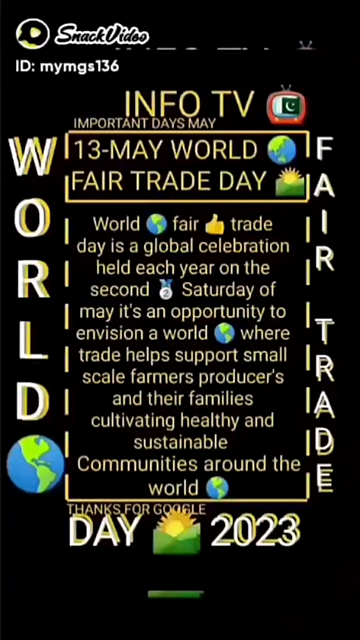 SnackVideo
ID: mymgs136
INFO TV
IMPORTANT DAYS MAY
13-MAY WORLD
FAIR TRADE DAY
WORLD
FAIR TRADE
World fair trade
day is a global celebration
held each year on the
second Saturday of
may it's an opportunity to
envision a world where
trade helps support small
scale farmers producer's
and their families
cultivating healthy and
sustainable
Communities around the
world
THANKS FOR GOOGLE
DAY 2023